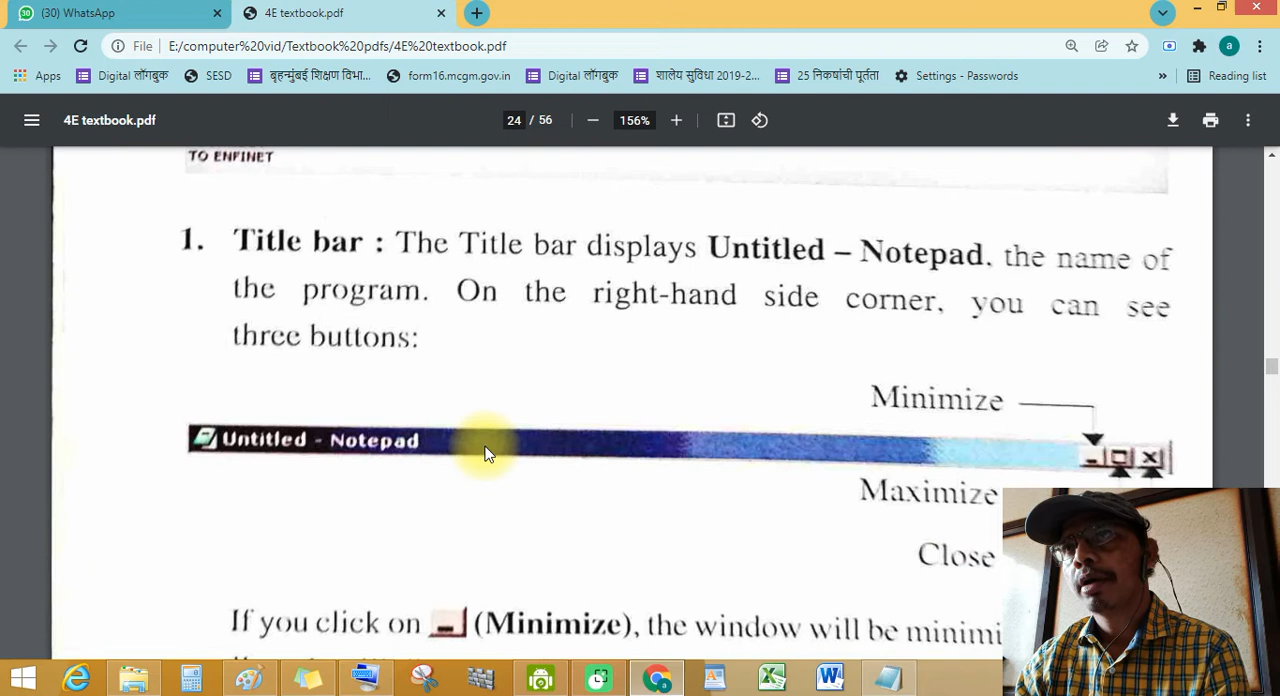 (30) WhatsApp
4E textbook.pdf
File
E:/computer%20vid/Textbook%20pdfs/4E%20textbook.pdf
a
Apps
Digital लॉगबुक
SESD
बृहन्मुंबई शिक्षण विभा...
form16.mcgm.gov.in
Digital लॉगबुक
शालेय सुविधा 2019-2...
25 निकषांची पूर्तता
Settings - Passwords
»
Reading list
4E textbook.pdf
24 / 56
156%
TO ENFINET
1. Title bar : The Title bar displays Untitled – Notepad, the name of
the program. On the right-hand side corner, you can see
three buttons:
Minimize
Untitled - Notepad
Maximize
Close
If you click on (Minimize), the window will be minimi